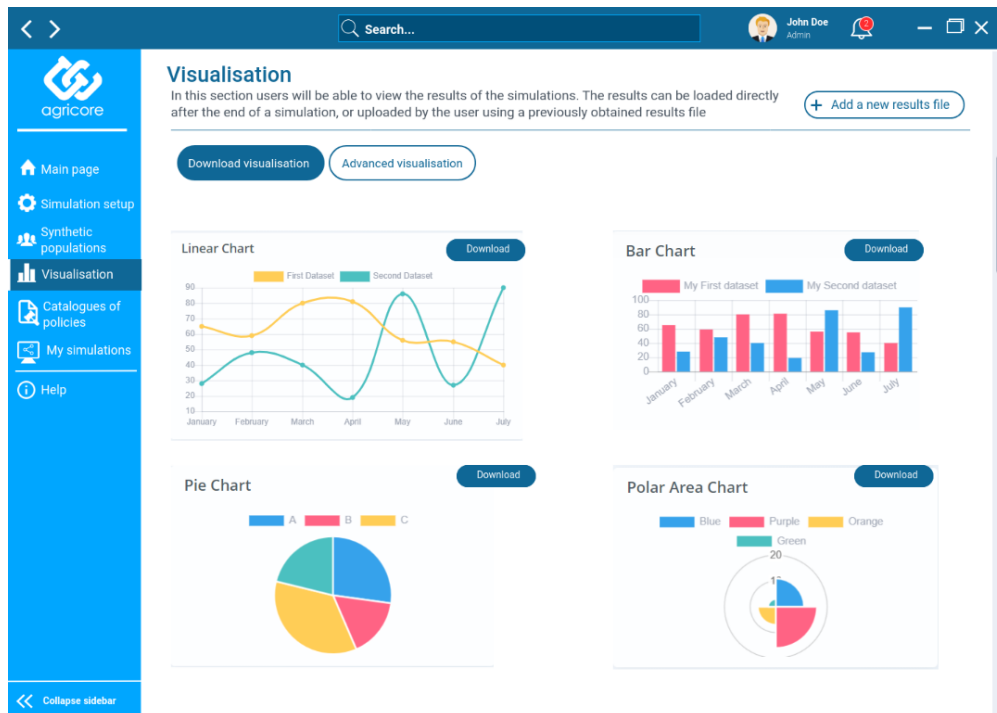 Search...
John Doe
Admin
2
agricore
Main page
Simulation setup
Synthetic
populations
Visualisation
Catalogues of
policies
My simulations
Help
Collapse sidebar
Visualisation
In this section users will be able to view the results of the simulations. The results can be loaded directly
after the end of a simulation, or uploaded by the user using a previously obtained results file
+ Add a new results file
Download visualisation
Advanced visualisation
Linear Chart
Download
First Dataset Second Dataset
90
80
70
60
50
40
30
20
10
January February March April May June July
Bar Chart
Download
My First dataset My Second dataset
100
80
60
40
20
0
January February March April May June July
Pie Chart
Download
A B C
Polar Area Chart
Download
Blue Purple Orange
Green
20